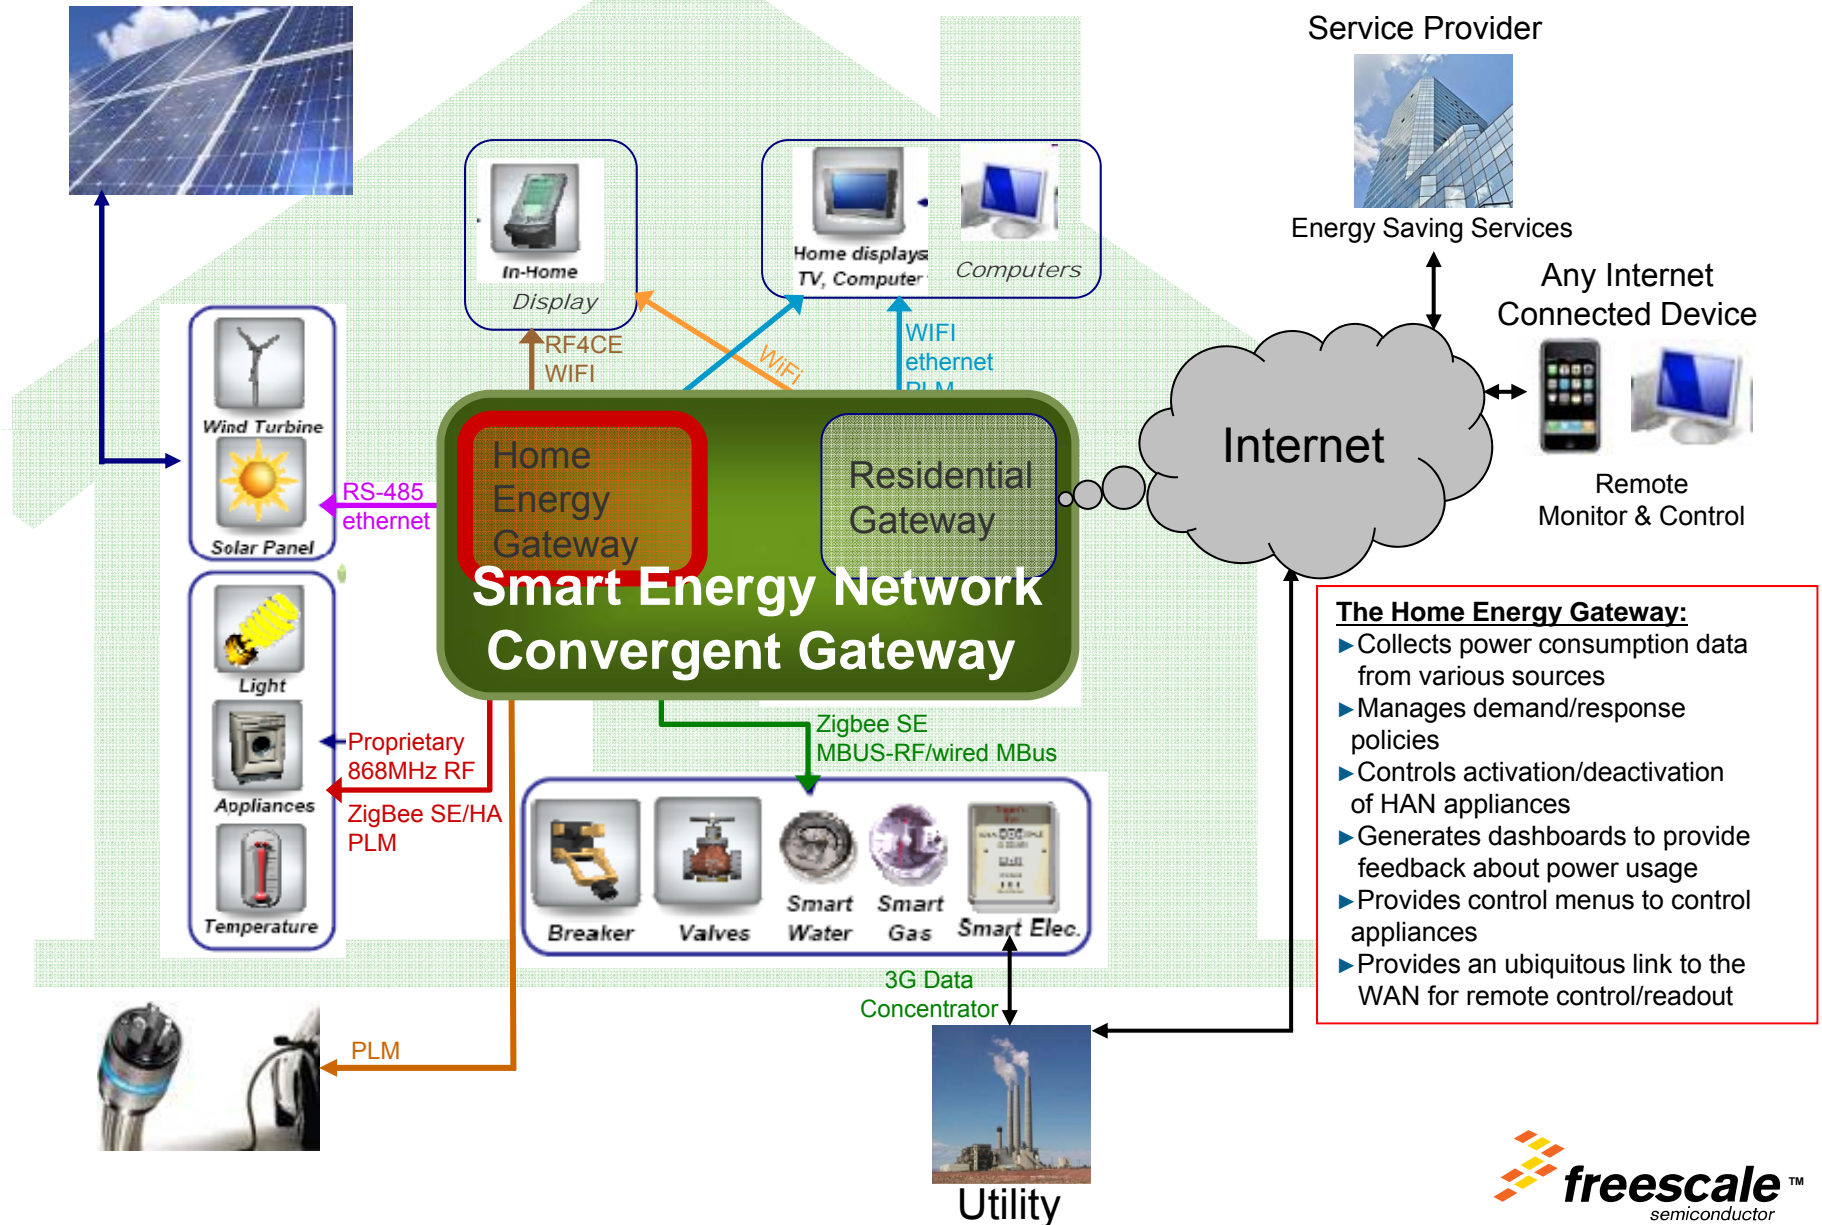 Service Provider
Energy Saving Services
Any Internet
Connected Device
Remote
Monitor & Control
Internet
In-Home
Display
Home displays
TV, Computer
Computers
RF4CE
WIFI
WiFi
WIFI
ethernet
PLM
Wind Turbine
Solar Panel
RS-485
ethernet
Home
Energy
Gateway
Residential
Gateway
Smart Energy Network
Convergent Gateway
Light
Appliances
Temperature
Proprietary
868MHz RF
ZigBee SE/HA
PLM
Zigbee SE
MBUS-RF/wired MBus
Breaker
Valves
Smart
Water
Smart
Gas
Smart Elec.
3G Data
Concentrator
PLM
Utility
The Home Energy Gateway:
►Collects power consumption data
from various sources
►Manages demand/response
policies
►Controls activation/deactivation
of HAN appliances
►Generates dashboards to provide
feedback about power usage
►Provides control menus to control
appliances
►Provides an ubiquitous link to the
WAN for remote control/readout
freescale ™
semiconductor